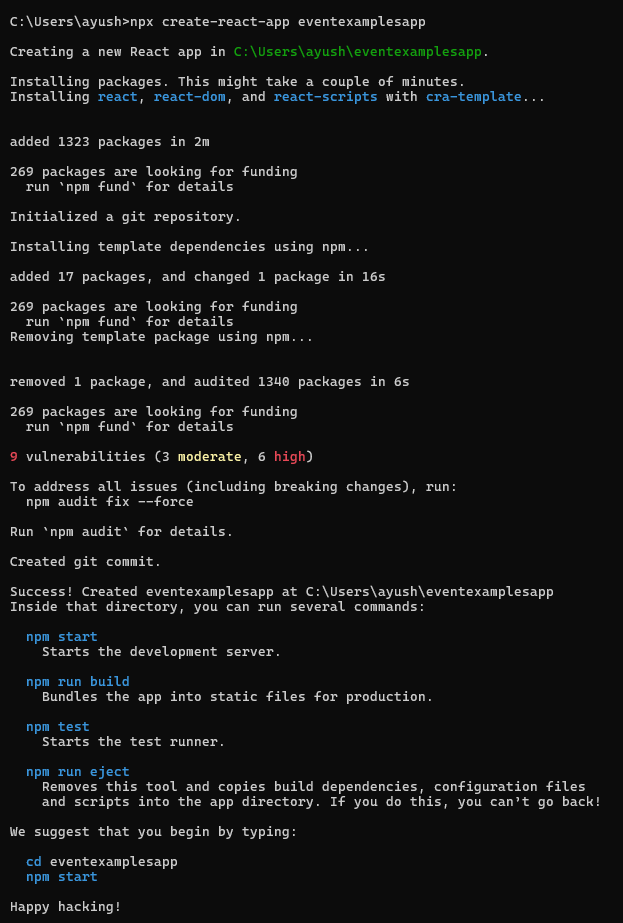 C:\Users\ayush>npx create-react-app eventexamplesapp
Creating a new React app in C:\Users\ayush\eventexamplesapp.
Installing packages. This might take a couple of minutes.
Installing react, react-dom, and react-scripts with cra-template...
added 1323 packages in 2m
269 packages are looking for funding
  run `npm fund` for details
Initialized a git repository.
Installing template dependencies using npm...
added 17 packages, and changed 1 package in 16s
269 packages are looking for funding
  run `npm fund` for details
Removing template package using npm...
removed 1 package, and audited 1340 packages in 6s
269 packages are looking for funding
  run `npm fund` for details
9 vulnerabilities (3 moderate, 6 high)
To address all issues (including breaking changes), run:
  npm audit fix --force
Run `npm audit` for details.
Created git commit.
Success! Created eventexamplesapp at C:\Users\ayush\eventexamplesapp
Inside that directory, you can run several commands:
  npm start
    Starts the development server.
  npm run build
    Bundles the app into static files for production.
  npm test
    Starts the test runner.
  npm run eject
    Removes this tool and copies build dependencies, configuration files
    and scripts into the app directory. If you do this, you can't go back!
We suggest that you begin by typing:
  cd eventexamplesapp
  npm start
Happy hacking!